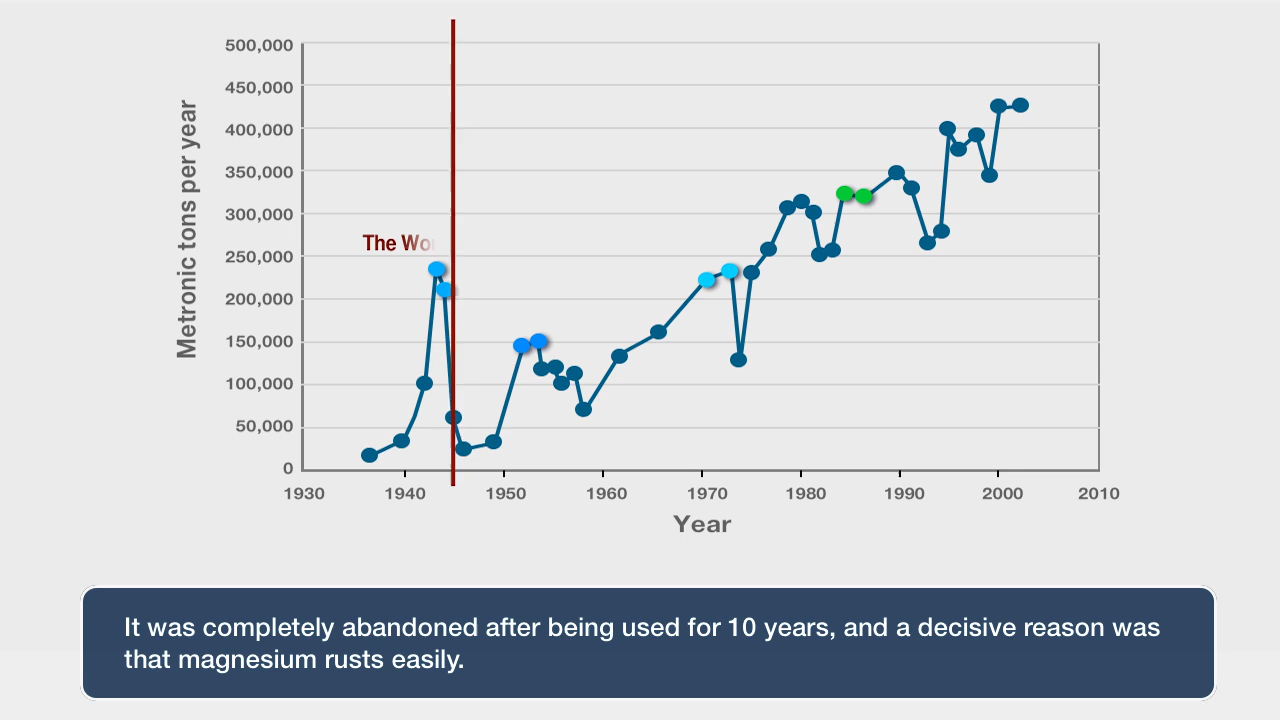 500,000
450,000
400,000
350,000
300,000
250,000
200,000
150,000
100,000
50,000
0
Metronic tons per year
The
1930 1940 1950 1960 1970 1980 1990 2000 2010
Year
It was completely abandoned after being used for 10 years, and a decisive reason was
that magnesium rusts easily.